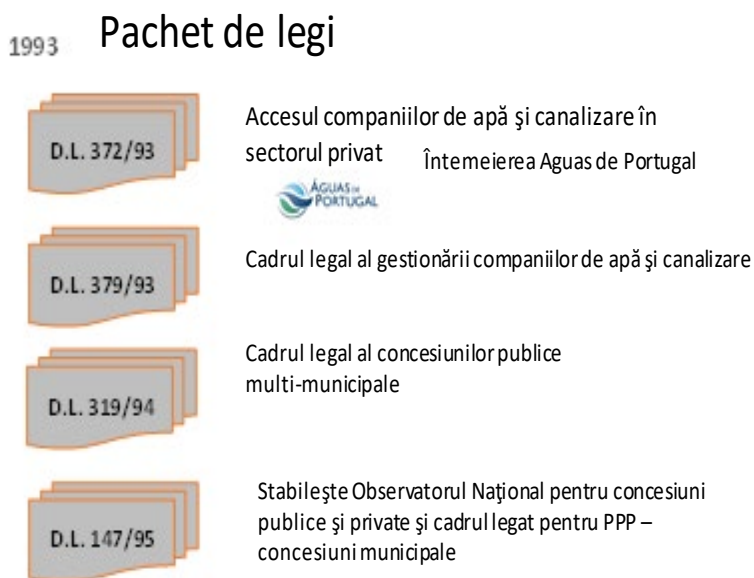 1993 Pachet de legi
D.L. 372/93
Accesul companiilor de apă şi canalizare în
sectorul privat Întemeierea Aguas de Portugal
ÁGUAS DE
PORTUGAL
D.L. 379/93
Cadrul legal al gestionării companiilor de apă şi canalizare
D.L. 319/94
Cadrul legal al concesiunilor publice
multi-municipale
D.L. 147/95
Stabileşte Observatorul Naţional pentru concesiuni
publice şi private şi cadrul legat pentru PPP –
concesiuni municipale